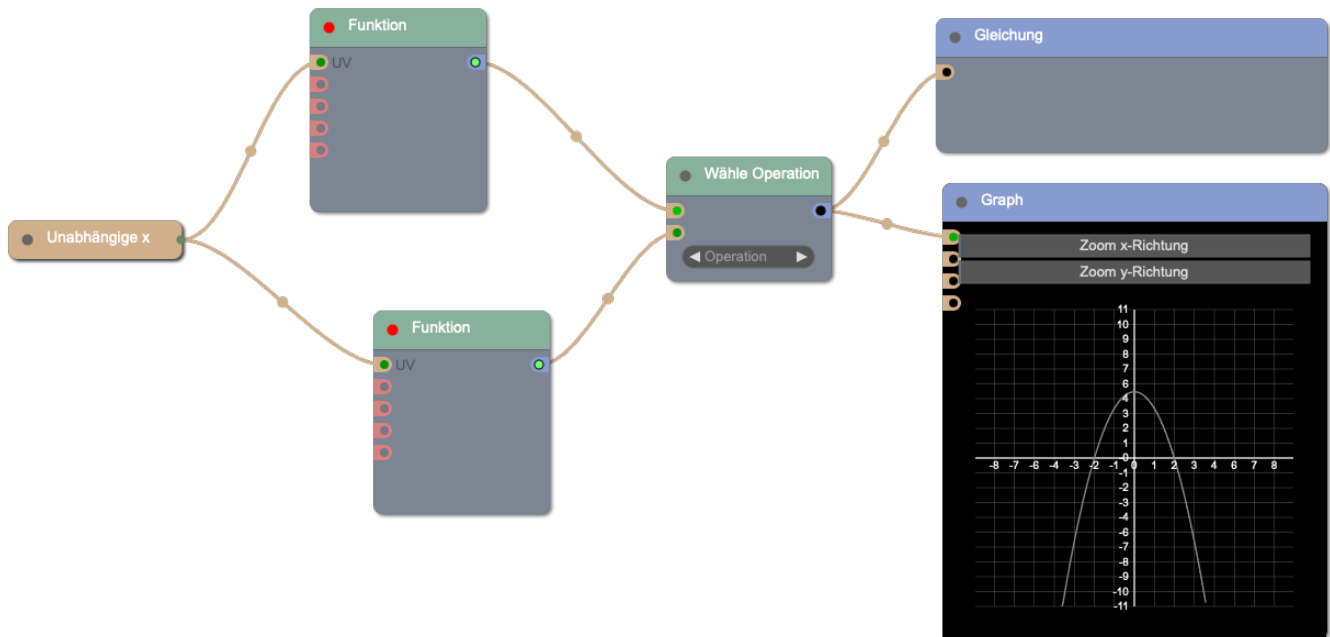 Funktion
UV
Unabhängige x
Funktion
UV
Wähle Operation
Operation
Gleichung
Graph
Zoom x-Richtung
Zoom y-Richtung
11
10
9
8
7
6
5
4
3
2
1
0
-8 -7 -6 -5 -4 -3 -2 -1 0 1 2 3 4 5 6 7 8
-1
-2
-3
-4
-5
-6
-7
-8
-9
-10
-11